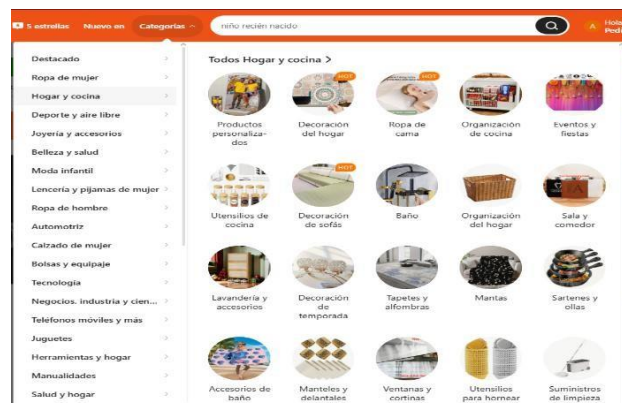 5 estrellas Nuevo en Categorías niño recién nacido A Hola
Pedi
Destacado
Ropa de mujer
Hogar y cocina
Deporte y aire libre
Joyería y accesorios
Belleza y salud
Moda infantil
Lencería y pijamas de mujer
Ropa de hombre
Automotriz
Calzado de mujer
Bolsas y equipaje
Tecnología
Negocios, industria y cien...
Teléfonos móviles y más
Juguetes
Herramientas y hogar
Manualidades
Salud y hogar
Todos Hogar y cocina >
HOT
HOT
Productos
personaliza-
dos
Decoración
del hogar
Ropa de
cama
Organización
de cocina
Eventos y
fiestas
HOT
Utensilios de
cocina
Decoración
de sofás
Baño
Organización
del hogar
Sala y
comedor
Lavandería y
accesorios
Decoración
de
temporada
Tapetes y
alfombras
Mantas
Sartenes y
ollas
Accesorios de
baño
Manteles y
delantales
Ventanas y
cortinas
Utensilios
para hornear
Suministros
de limpieza